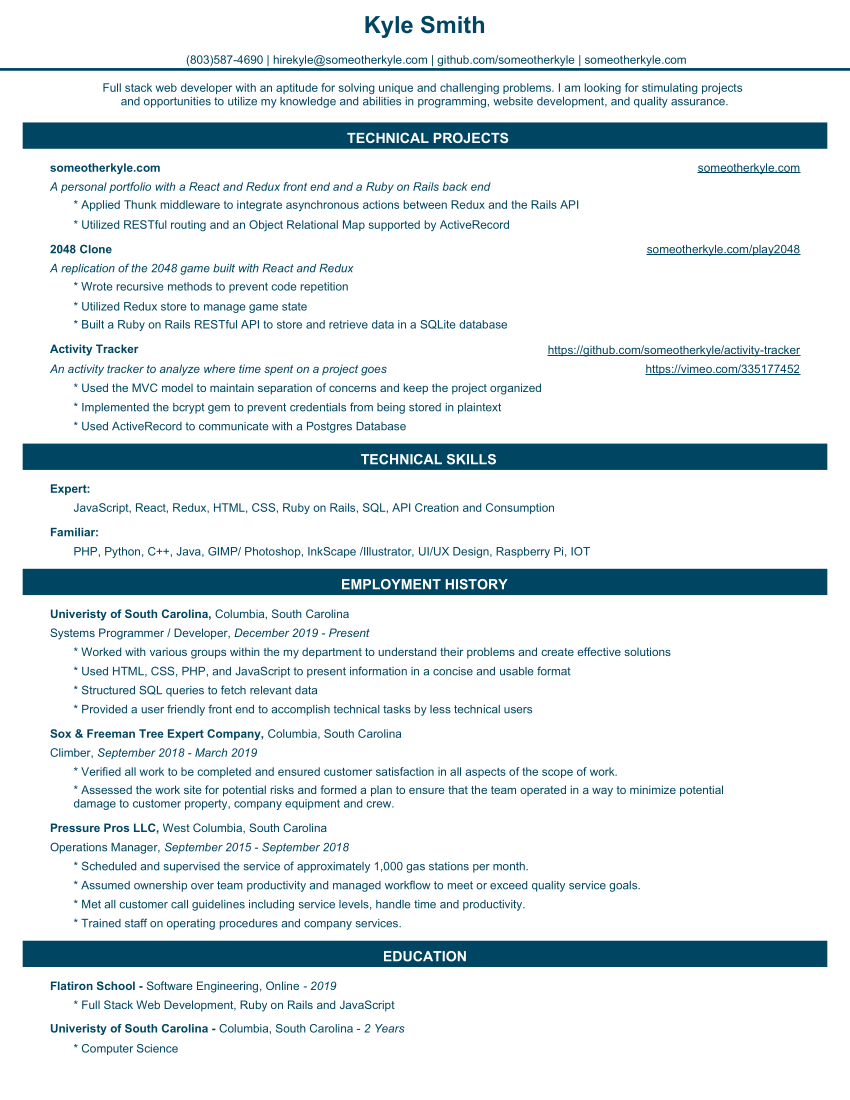 Kyle Smith
(803)587-4690 | hirekyle@someotherkyle.com | github.com/someotherkyle | someotherkyle.com
Full stack web developer with an aptitude for solving unique and challenging problems. I am looking for stimulating projects
and opportunities to utilize my knowledge and abilities in programming, website development, and quality assurance.
TECHNICAL PROJECTS
someotherkyle.com someotherkyle.com
A personal portfolio with a React and Redux front end and a Ruby on Rails back end
* Applied Thunk middleware to integrate asynchronous actions between Redux and the Rails API
* Utilized RESTful routing and an Object Relational Map supported by ActiveRecord
2048 Clone someotherkyle.com/play2048
A replication of the 2048 game built with React and Redux
* Wrote recursive methods to prevent code repetition
* Utilized Redux store to manage game state
* Built a Ruby on Rails RESTful API to store and retrieve data in a SQLite database
Activity Tracker https://github.com/someotherkyle/activity-tracker
An activity tracker to analyze where time spent on a project goes https://vimeo.com/335177452
* Used the MVC model to maintain separation of concerns and keep the project organized
* Implemented the bcrypt gem to prevent credentials from being stored in plaintext
* Used ActiveRecord to communicate with a Postgres Database
TECHNICAL SKILLS
Expert:
JavaScript, React, Redux, HTML, CSS, Ruby on Rails, SQL, API Creation and Consumption
Familiar:
PHP, Python, C++, Java, GIMP/ Photoshop, InkScape /Illustrator, UI/UX Design, Raspberry Pi, IOT
EMPLOYMENT HISTORY
Univeristy of South Carolina, Columbia, South Carolina
Systems Programmer / Developer, December 2019 - Present
* Worked with various groups within the my department to understand their problems and create effective solutions
* Used HTML, CSS, PHP, and JavaScript to present information in a concise and usable format
* Structured SQL queries to fetch relevant data
* Provided a user friendly front end to accomplish technical tasks by less technical users
Sox & Freeman Tree Expert Company, Columbia, South Carolina
Climber, September 2018 - March 2019
* Verified all work to be completed and ensured customer satisfaction in all aspects of the scope of work.
* Assessed the work site for potential risks and formed a plan to ensure that the team operated in a way to minimize potential
damage to customer property, company equipment and crew.
Pressure Pros LLC, West Columbia, South Carolina
Operations Manager, September 2015 - September 2018
* Scheduled and supervised the service of approximately 1,000 gas stations per month.
* Assumed ownership over team productivity and managed workflow to meet or exceed quality service goals.
* Met all customer call guidelines including service levels, handle time and productivity.
* Trained staff on operating procedures and company services.
EDUCATION
Flatiron School - Software Engineering, Online - 2019
* Full Stack Web Development, Ruby on Rails and JavaScript
Univeristy of South Carolina - Columbia, South Carolina - 2 Years
* Computer Science